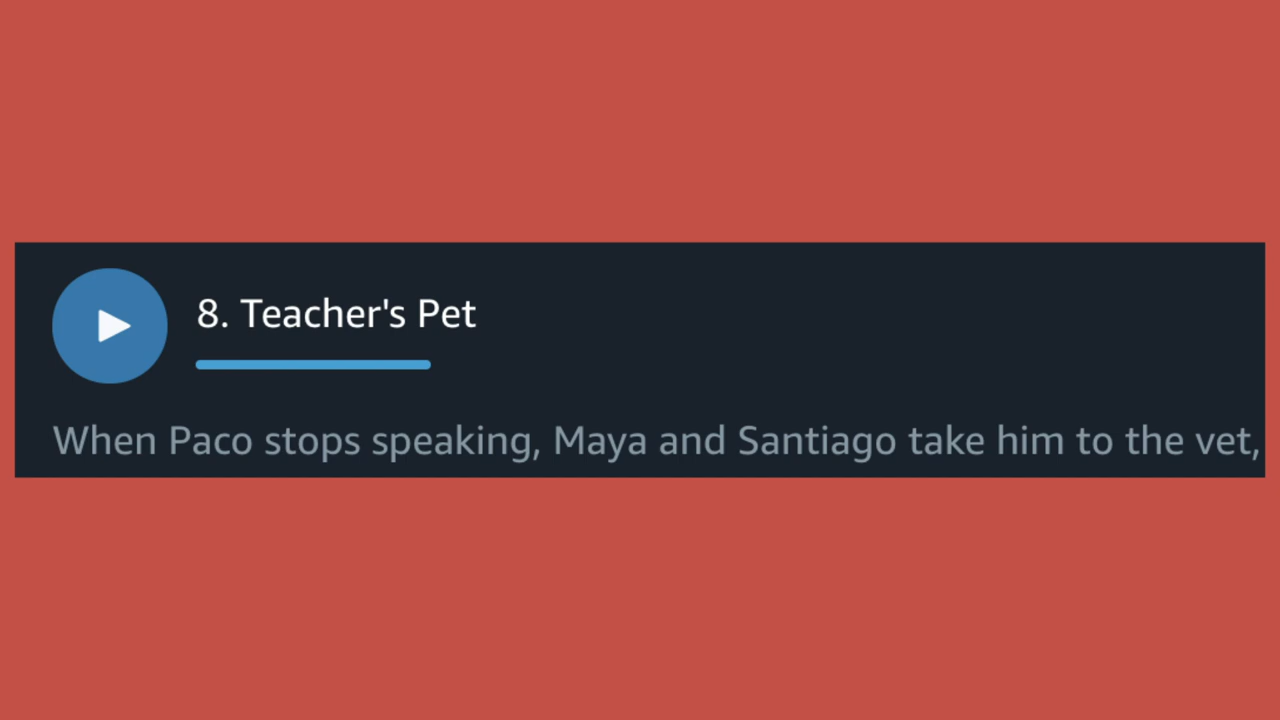 8. Teacher's Pet
When Paco stops speaking, Maya and Santiago take him to the vet,